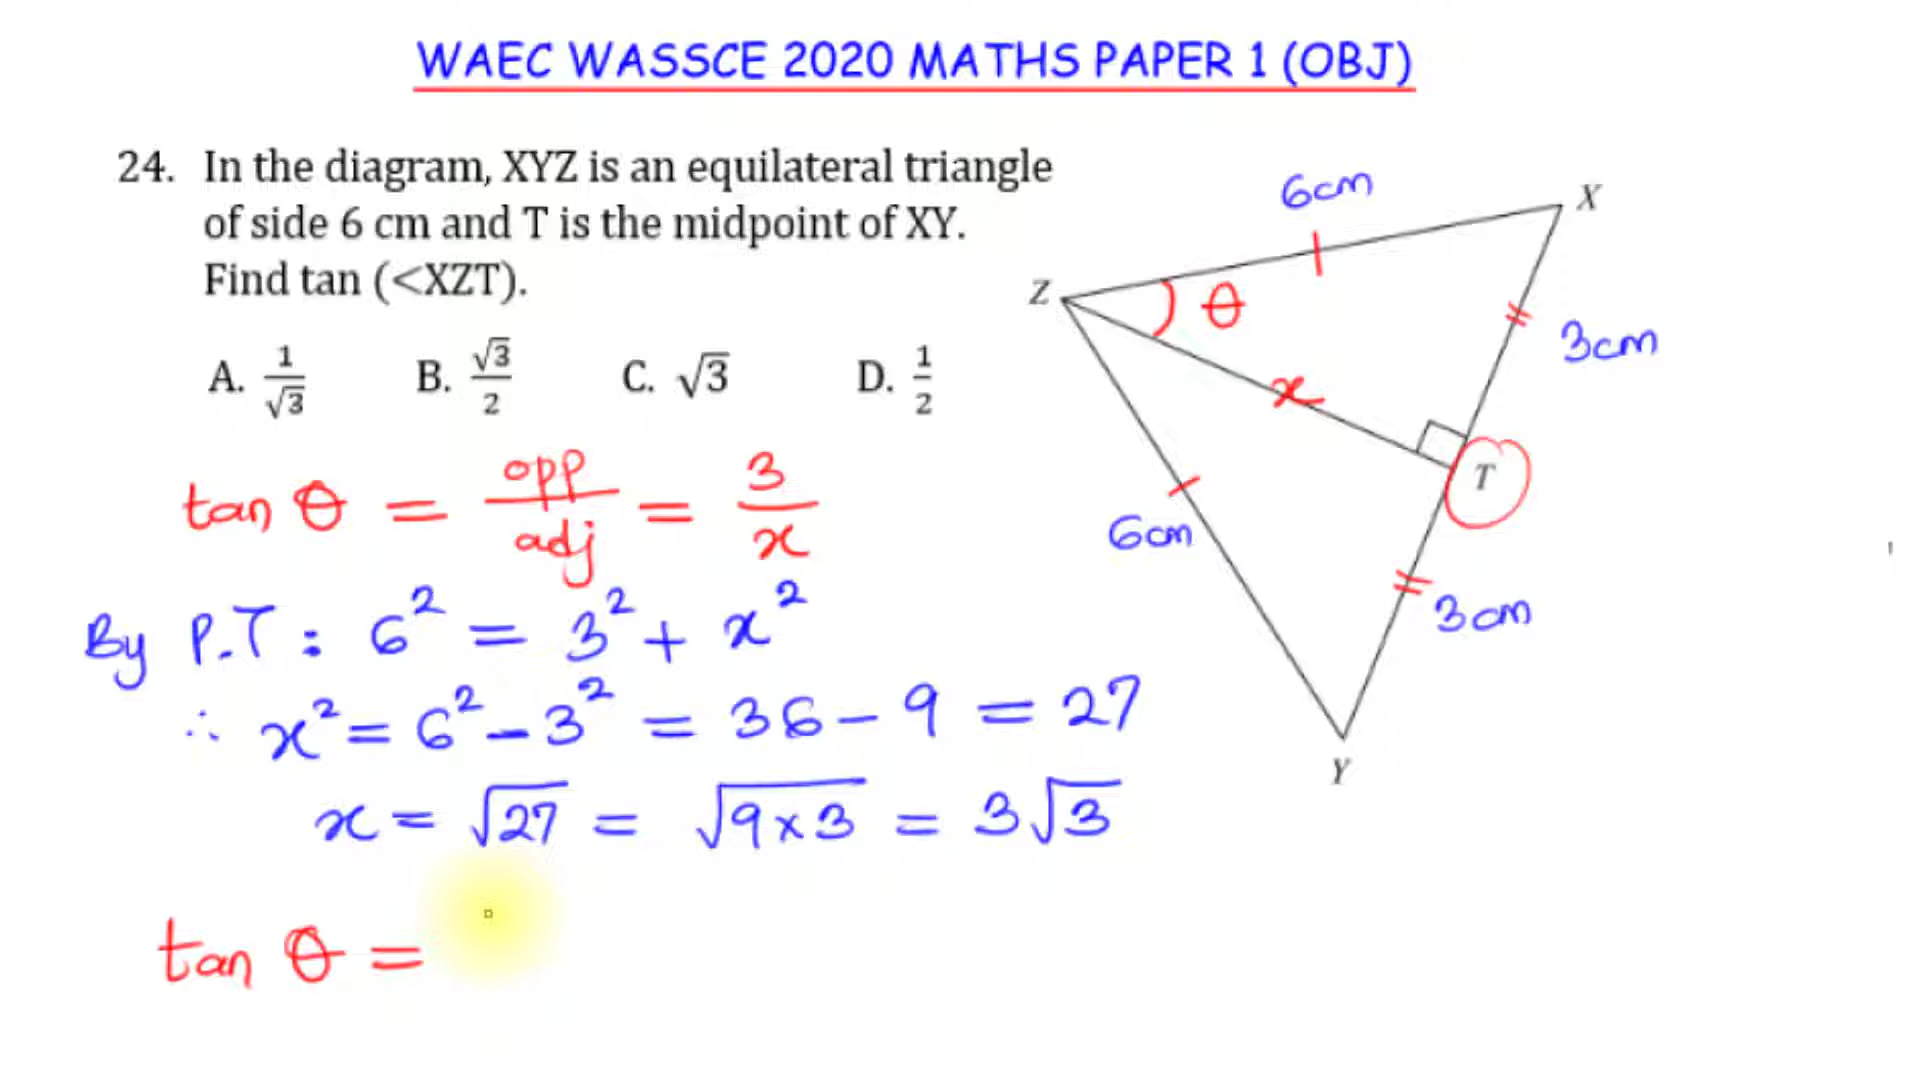 WAEC WASSCE 2020 MATHS PAPER 1 (OBJ)
24. In the diagram, XYZ is an equilateral triangle
of side 6 cm and T is the midpoint of XY.
Find tan (<XZT).
A. 1/√3 B. √3/2 C. √3 D. 1/2
tan θ = opp/adj = 3/x
By P.T : 6² = 3² + x²
∴ x² = 6² - 3² = 36 - 9 = 27
x = √27 = √9×3 = 3√3
tan θ =
6cm
X
Z
θ
3cm
x
T
6cm
3cm
Y